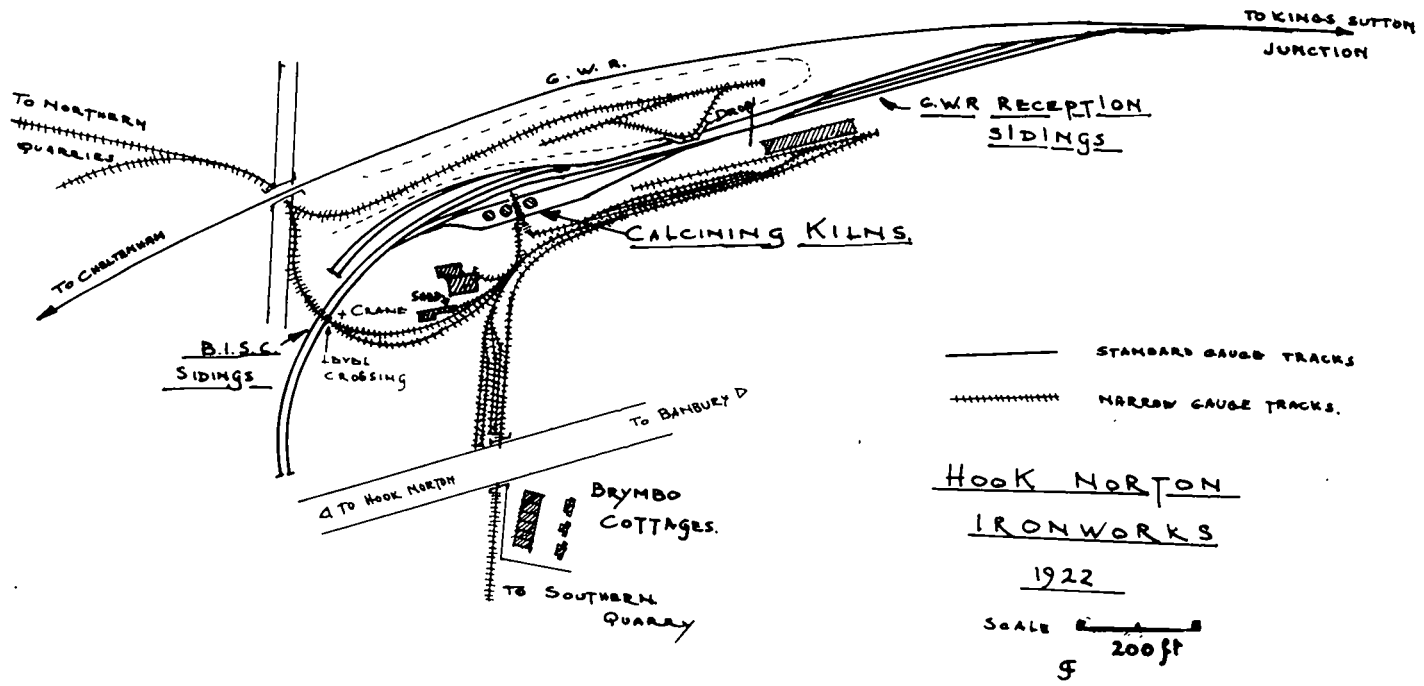 TO KINGS SUTTON
JUNCTION
G. W. R.
TO NORTHERN
QUARRIES
DROP
G.W.R RECEPTION
SIDINGS
CALCINING KILNS.
TO CHELTENHAM
SHED
+ CRANE
B.I.S.C.
SIDINGS
LEVEL
CROSSING
STANDARD GAUGE TRACKS
NARROW GAUGE TRACKS.
TO BANBURY
TO HOOK NORTON
BRYMBO
COTTAGES.
TO SOUTHERN
QUARRY
HOOK NORTON
IRONWORKS
1922
SCALE
200 ft